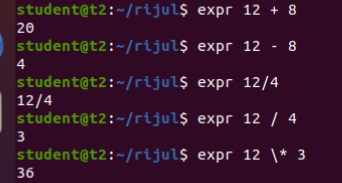 student@t2:~/rijul$ expr 12 + 8
20
student@t2:~/rijul$ expr 12 - 8
4
student@t2:~/rijul$ expr 12/4
12/4
student@t2:~/rijul$ expr 12 / 4
3
student@t2:~/rijul$ expr 12 \* 3
36